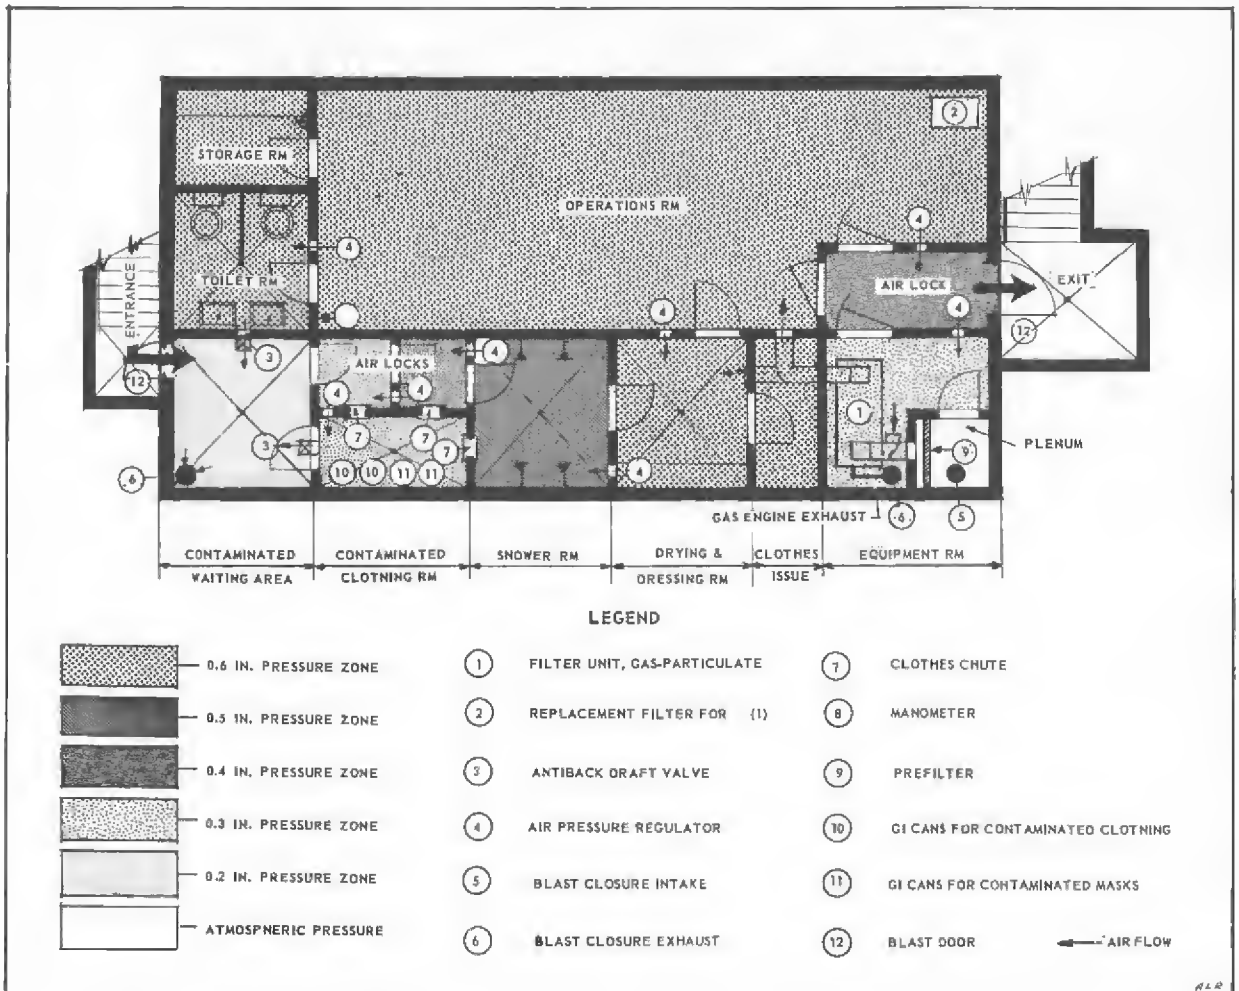 2
STORAGE RM
OPERATIONS RM
4
4
TOILET RM
ENTRANCE
AIR LOCK
EXIT
4
4
12
3
4
12
AIR LOCKS
4
4
1
3
7
7
7
PLENUM
9
10 10 11 11
4
6
GAS ENGINE EXHAUST
6
5
CONTAMINATED
WAITING AREA
CONTAMINATED
CLOTNING RM
SNOWER RM
DRYING &
DRESSING RM
CLOTHES
ISSUE
EQUIPMENT RM
LEGEND
0.6 IN. PRESSURE ZONE
0.5 IN. PRESSURE ZONE
0.4 IN. PRESSURE ZONE
0.3 IN. PRESSURE ZONE
0.2 IN. PRESSURE ZONE
ATMOSPNERIC PRESSURE
1 FILTER UNIT, GAS-PARTICULATE
2 REPLACEMENT FILTER FOR (1)
3 ANTIBACK DRAFT VALVE
4 AIR PRESSURE REGULATOR
5 BLAST CLOSURE INTAKE
6 BLAST CLOSURE EXHAUST
7 CLOTHES CHUTE
8 MANOMETER
9 PREFILTER
10 GI CANS FOR CONTAMINATED CLOTNING
11 GI CANS FOR CONTAMINATED MASKS
12 BLAST DOOR
AIR FLOW
ALR